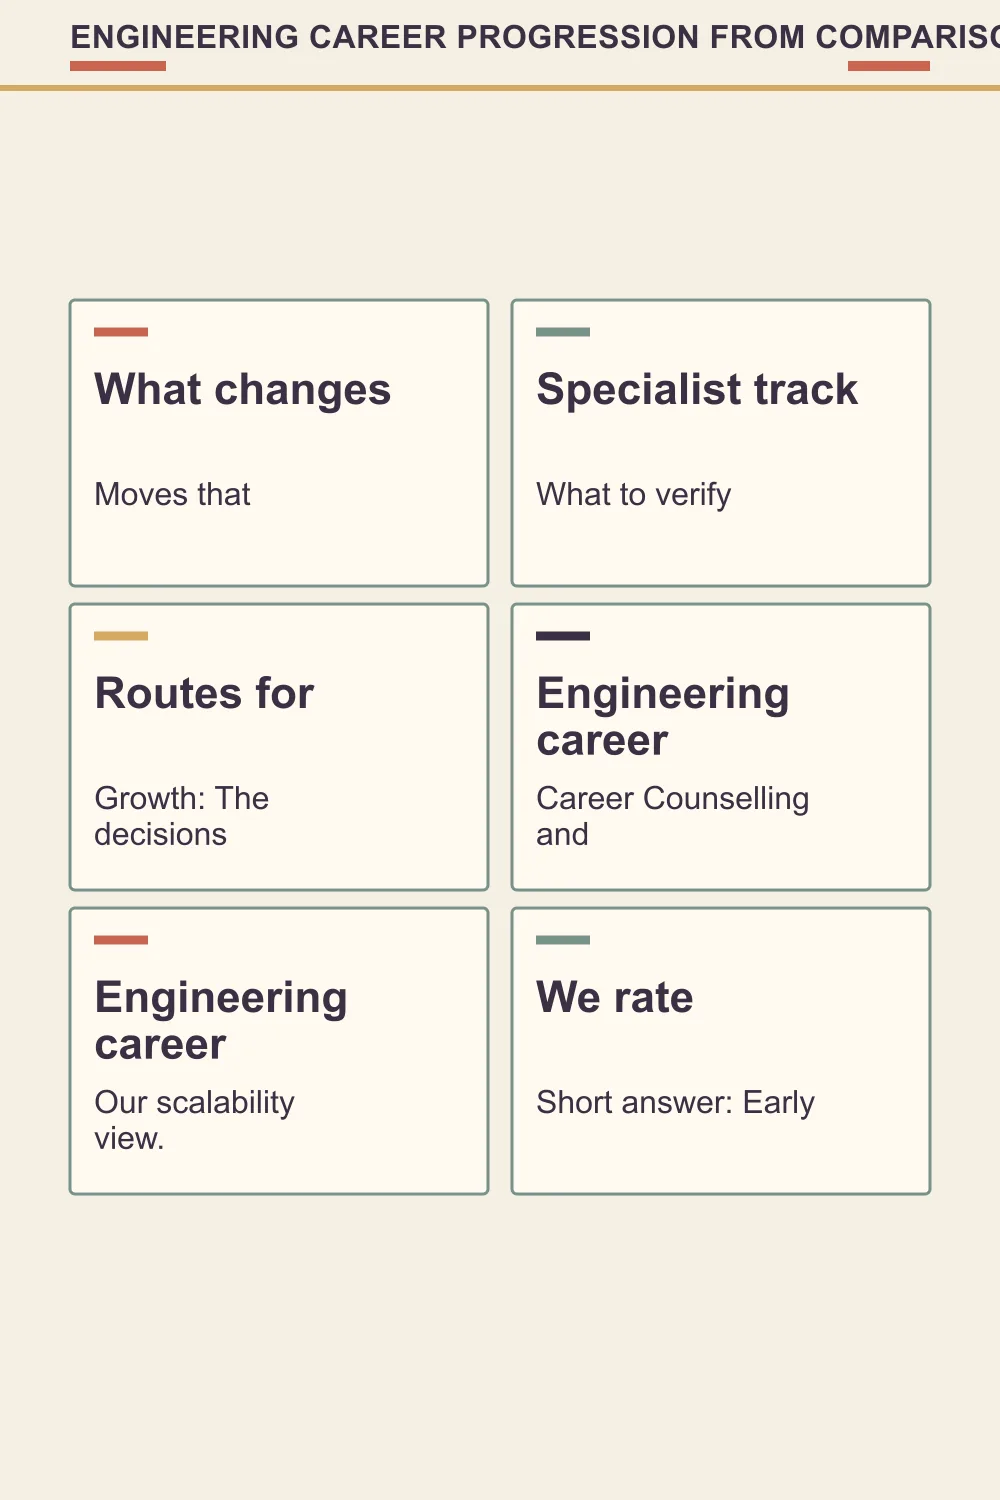 ENGINEERING CAREER PROGRESSION FROM
What changes
Moves that
Specialist track
What to verify
Routes for
Growth: The
decisions
Engineering
career
Career Counselling
and
Engineering
career
Our scalability
view.
We rate
Short answer: Early